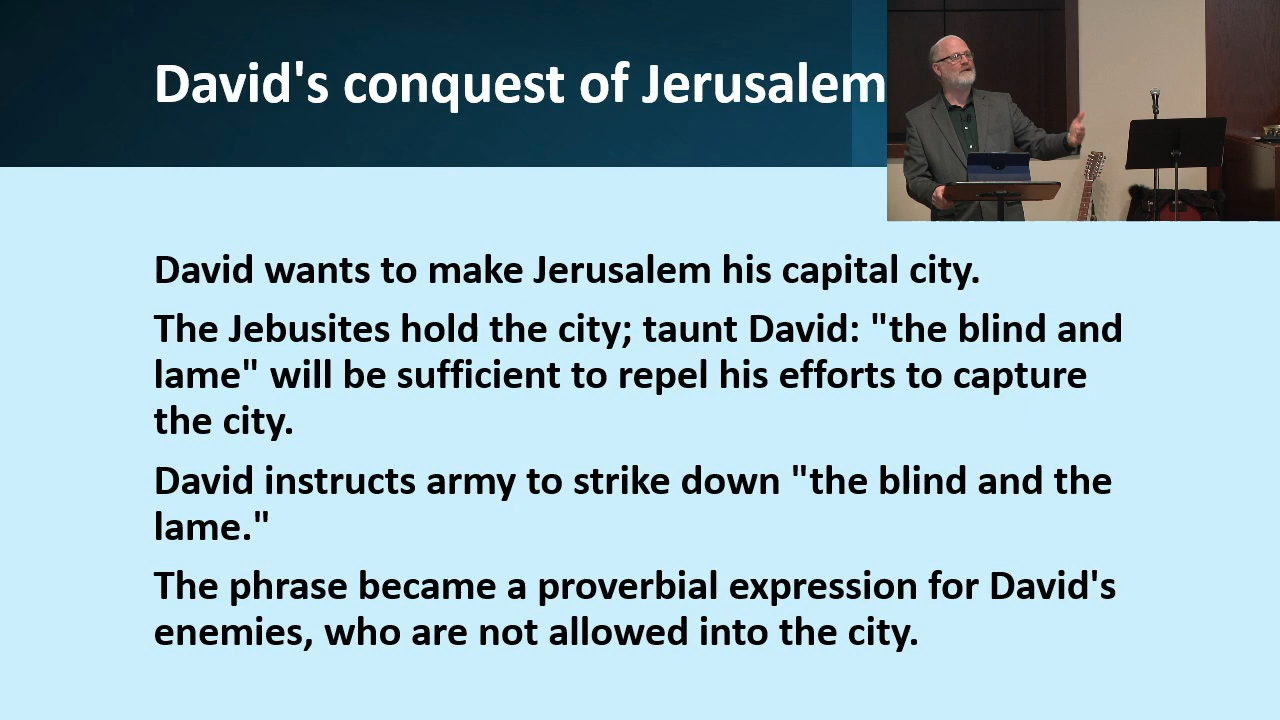 David's conquest of Jerusalem
David wants to make Jerusalem his capital city.
The Jebusites hold the city; taunt David: "the blind and
lame" will be sufficient to repel his efforts to capture
the city.
David instructs army to strike down "the blind and the
lame."
The phrase became a proverbial expression for David's
enemies, who are not allowed into the city.